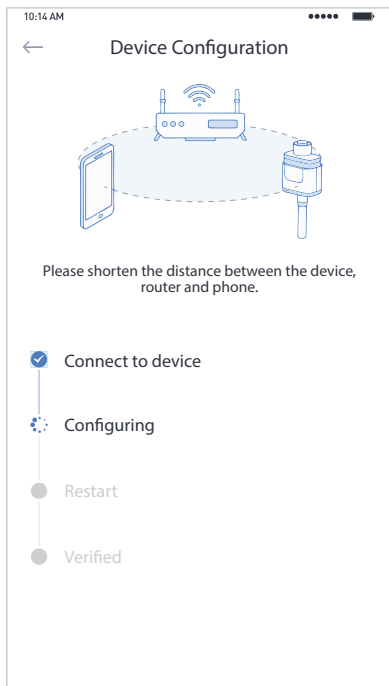 10:14 AM
Device Configuration
Please shorten the distance between the device,
router and phone.
Connect to device
Configuring
Restart
Verified